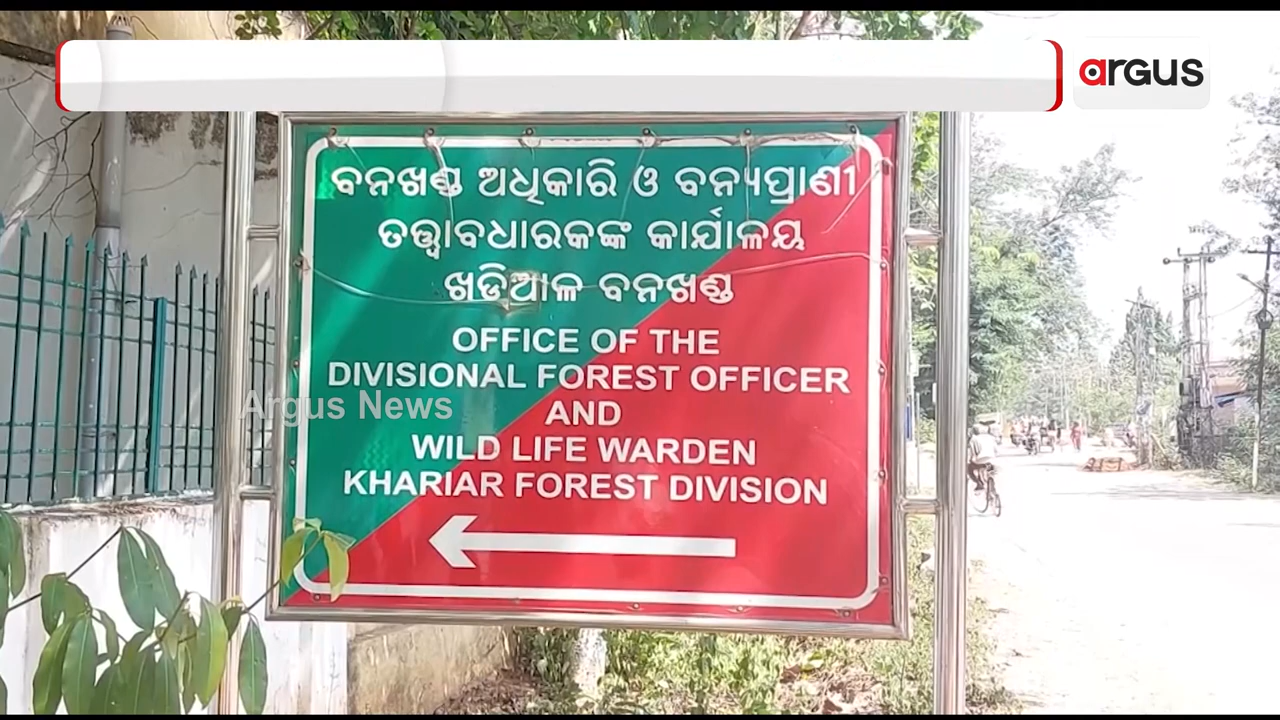 argus
ବନଖଣ୍ଡ ଅଧିକାରି ଓ ବନ୍ୟପ୍ରାଣୀ
ତତ୍ତ୍ୱାବଧାରକଙ୍କ କାର୍ଯାଳୟ
ଖଡିଆଳ ବନଖଣ୍ଡ
OFFICE OF THE
DIVISIONAL FOREST OFFICER
AND
WILD LIFE WARDEN
KHARIAR FOREST DIVISION
Argus News